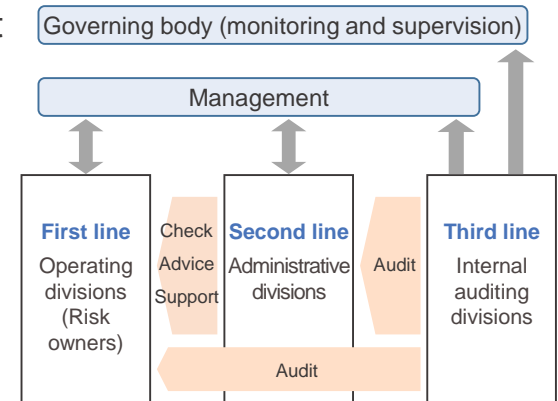 Governing body (monitoring and supervision)
Management
First line
Operating
divisions
(Risk
owners)
Check
Advice
Support
Second line
Administrative
divisions
Audit
Third line
Internal
auditing
divisions
Audit